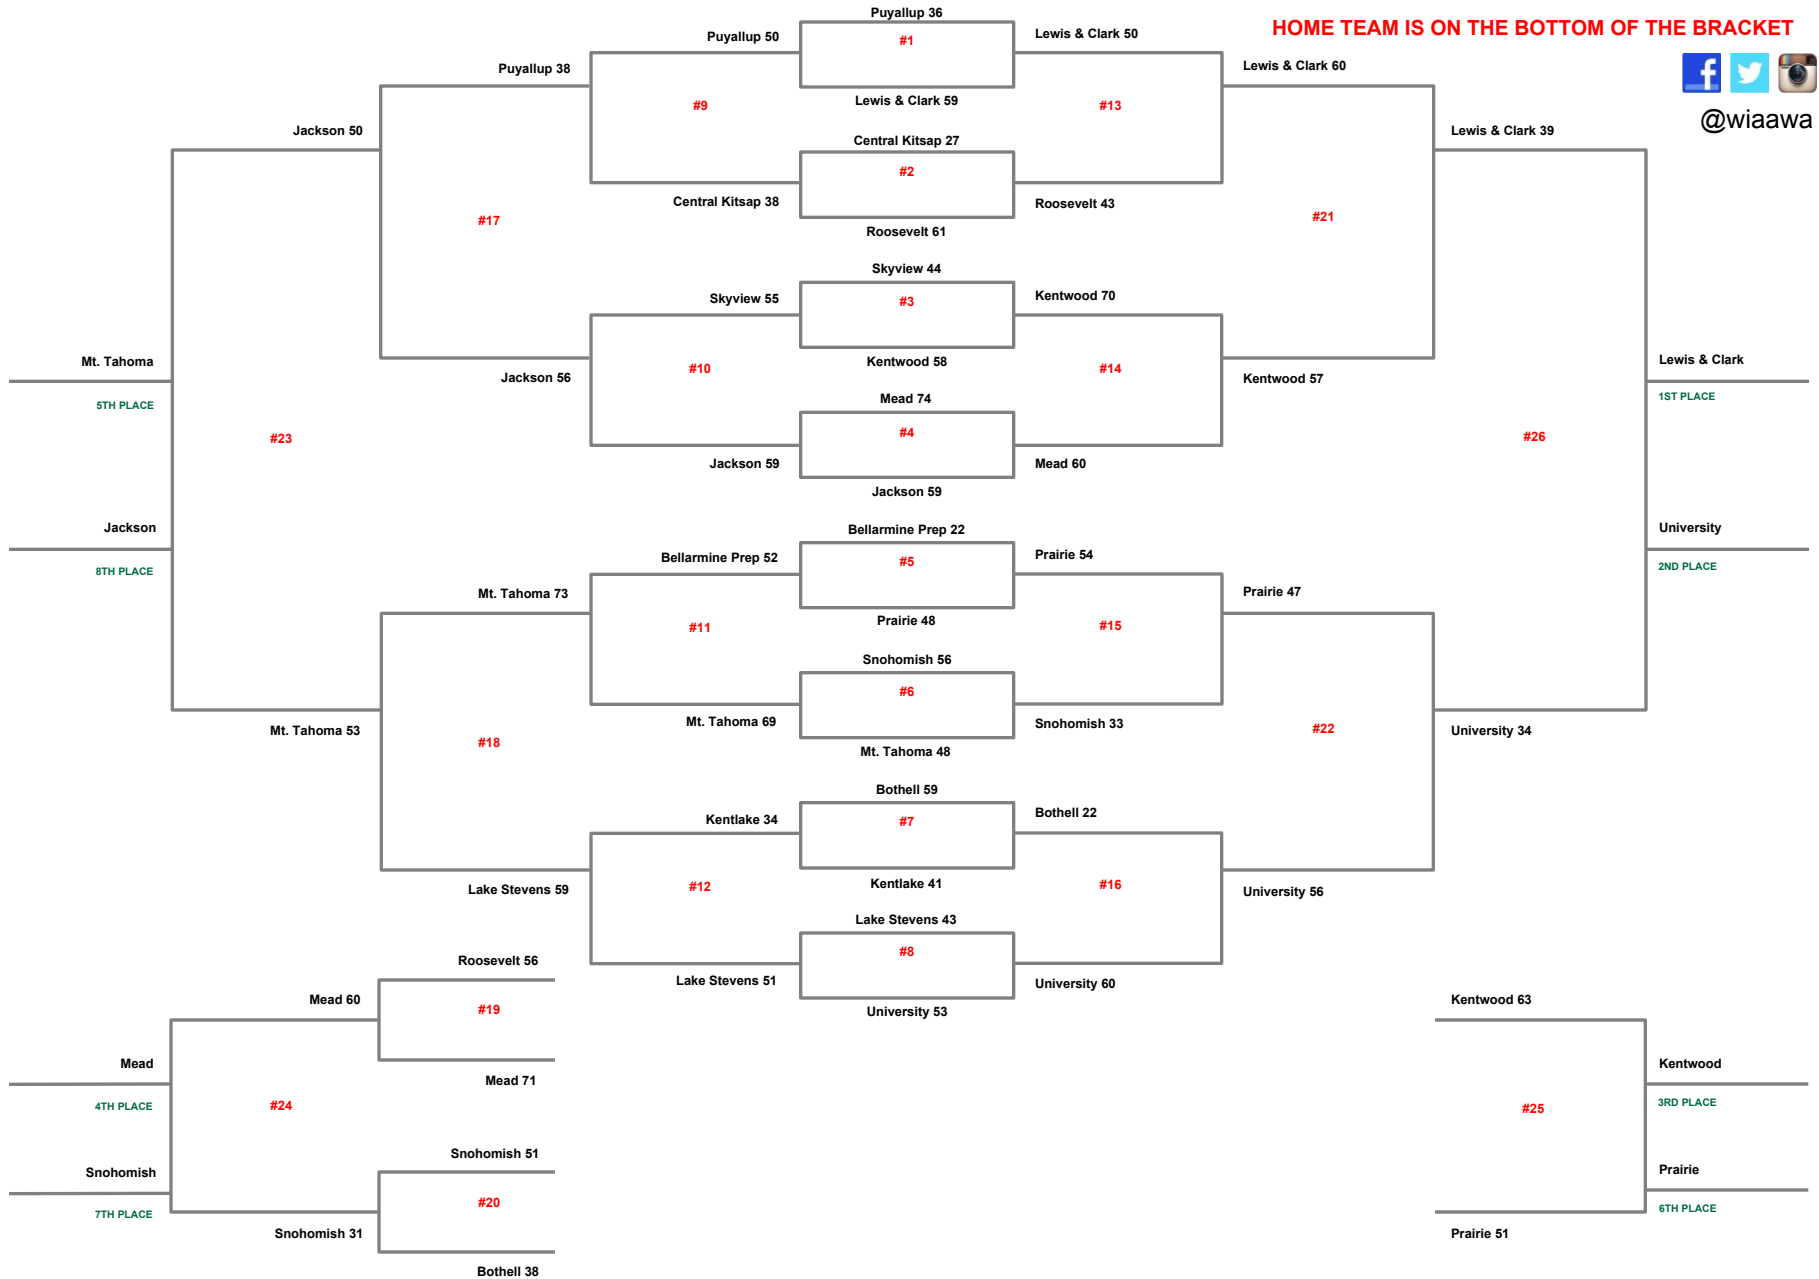 Puyallup 36
HOME TEAM IS ON THE BOTTOM OF THE BRACKET
Puyallup 50
#1
Lewis & Clark 50
Puyallup 38
Lewis & Clark 60
Lewis & Clark 59
#9
#13
@wiaawa
Jackson 50
Lewis & Clark 39
Central Kitsap 27
#2
Central Kitsap 38
Roosevelt 43
#17
#21
Roosevelt 61
Skyview 44
Skyview 55
#3
Kentwood 70
Mt. Tahoma
Kentwood 58
Lewis & Clark
#10
#14
Jackson 56
Kentwood 57
5TH PLACE
1ST PLACE
Mead 74
#4
#23
#26
Jackson 59
Mead 60
Jackson 59
Jackson
Bellarmine Prep 22
University
Bellarmine Prep 52
#5
Prairie 54
8TH PLACE
2ND PLACE
Mt. Tahoma 73
Prairie 47
Prairie 48
#11
#15
Snohomish 56
#6
Mt. Tahoma 69
Snohomish 33
Mt. Tahoma 53
#18
#22
University 34
Mt. Tahoma 48
Bothell 59
Kentlake 34
#7
Bothell 22
Kentlake 41
Lake Stevens 59
#12
#16
University 56
Lake Stevens 43
#8
Roosevelt 56
Lake Stevens 51
University 60
Mead 60
#19
University 53
Kentwood 63
Mead
Kentwood
Mead 71
4TH PLACE
#24
#25
3RD PLACE
Snohomish 51
Snohomish
Prairie
#20
7TH PLACE
6TH PLACE
Snohomish 31
Prairie 51
Bothell 38